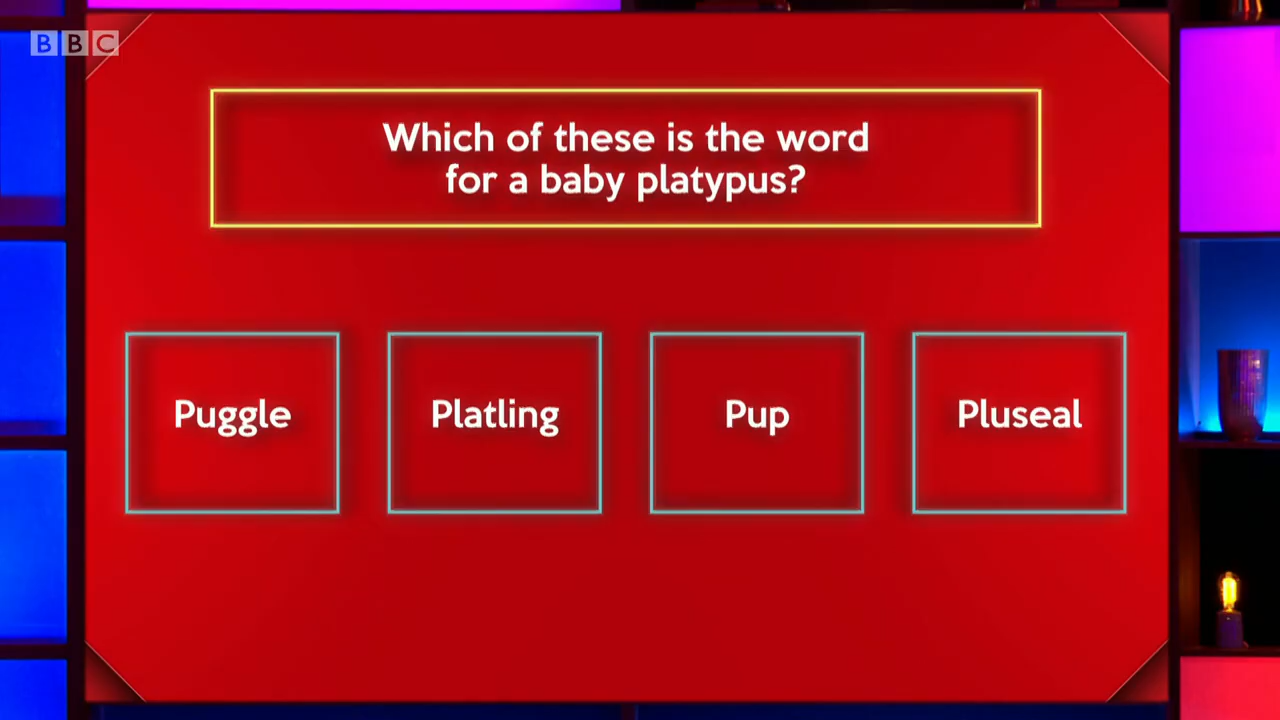 BBC
Which of these is the word
for a baby platypus?
Puggle
Platling
Pup
Pluseal